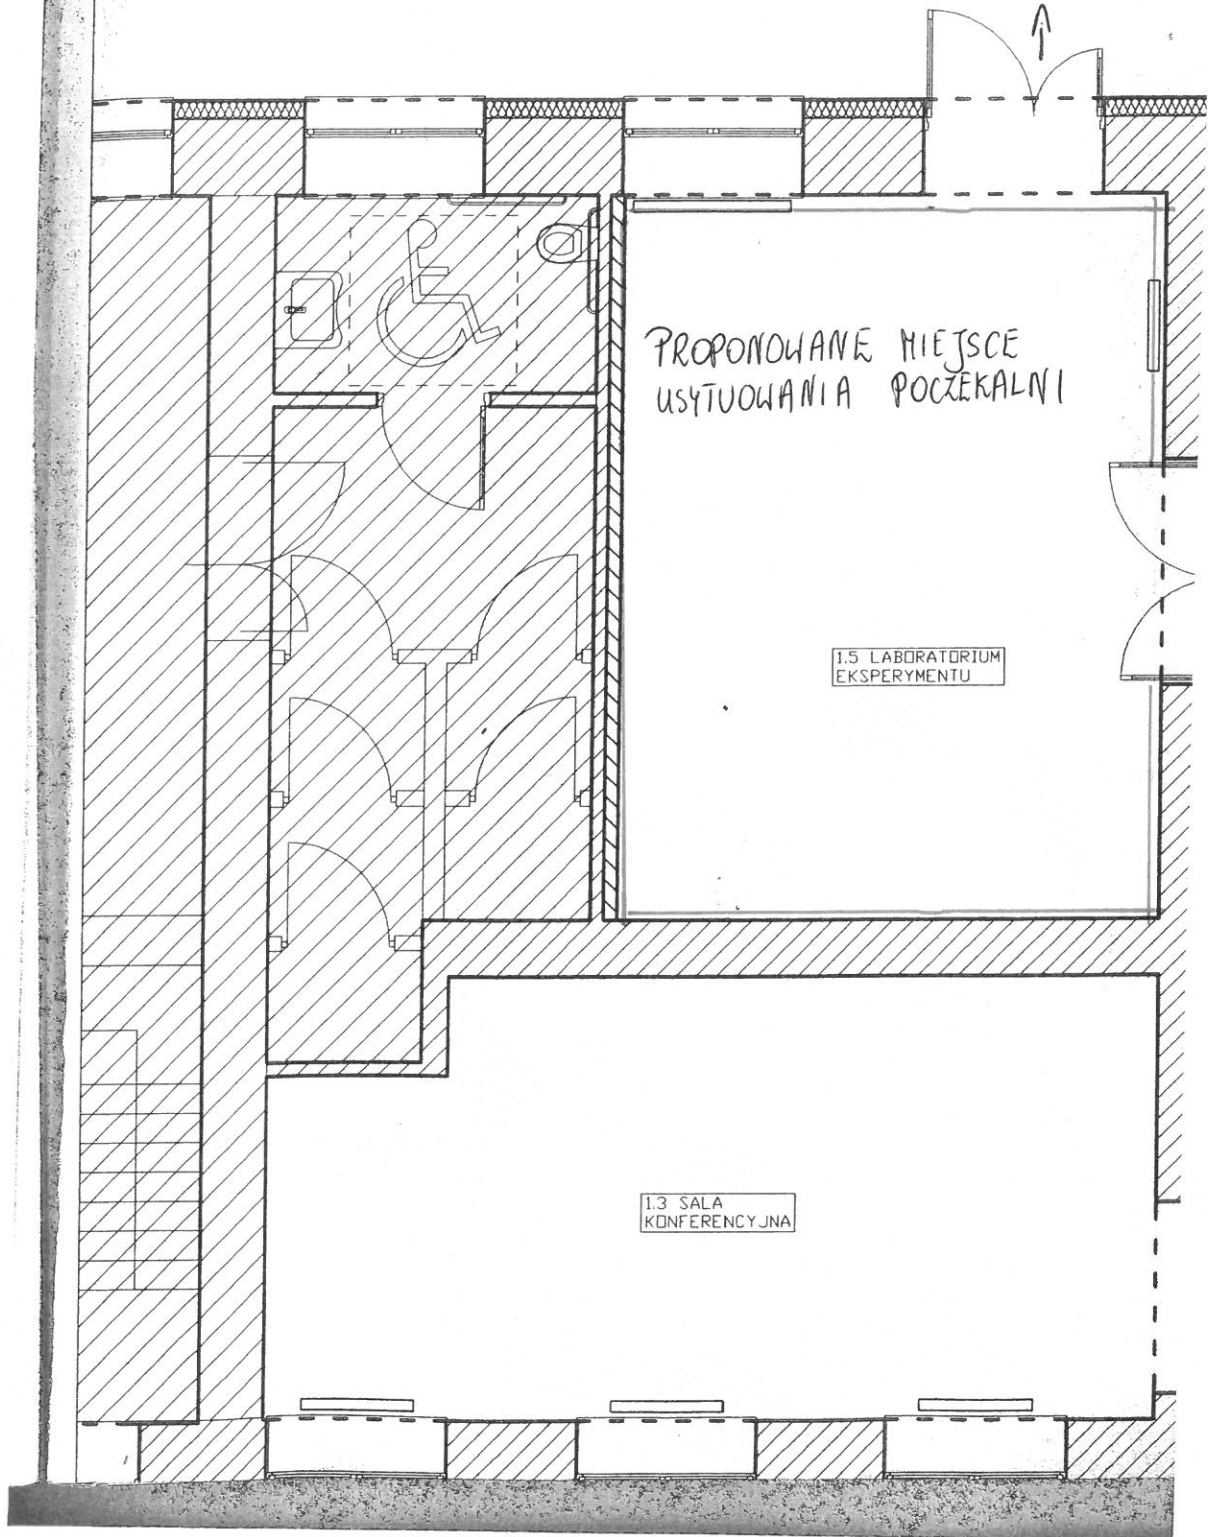 PROPONOWANE MIEJSCE
USYTUOWANIA POCZEKALNI
1.5 LABORATORIUM
EKSPERYMENTU
1.3 SALA
KONFERENCYJNA